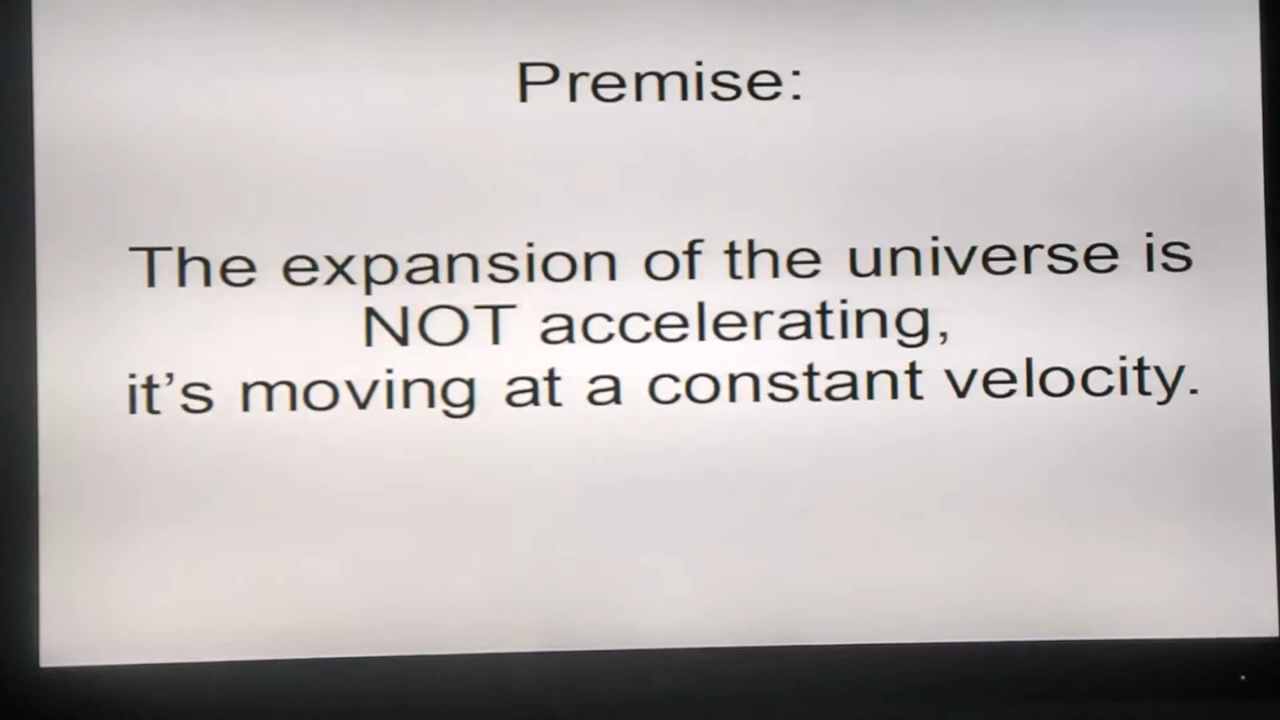 Premise:
The expansion of the universe is
NOT accelerating,
it's moving at a constant velocity.